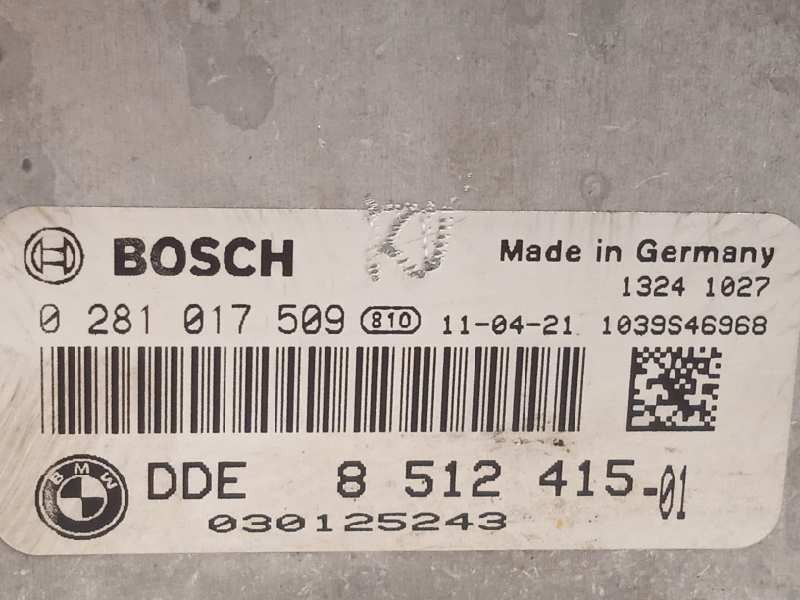 BOSCH
Made in Germany
1324 1027
0 281 017 509 810 11-04-21 1039S46968
BMW
DDE 8 512 415-01
030125243